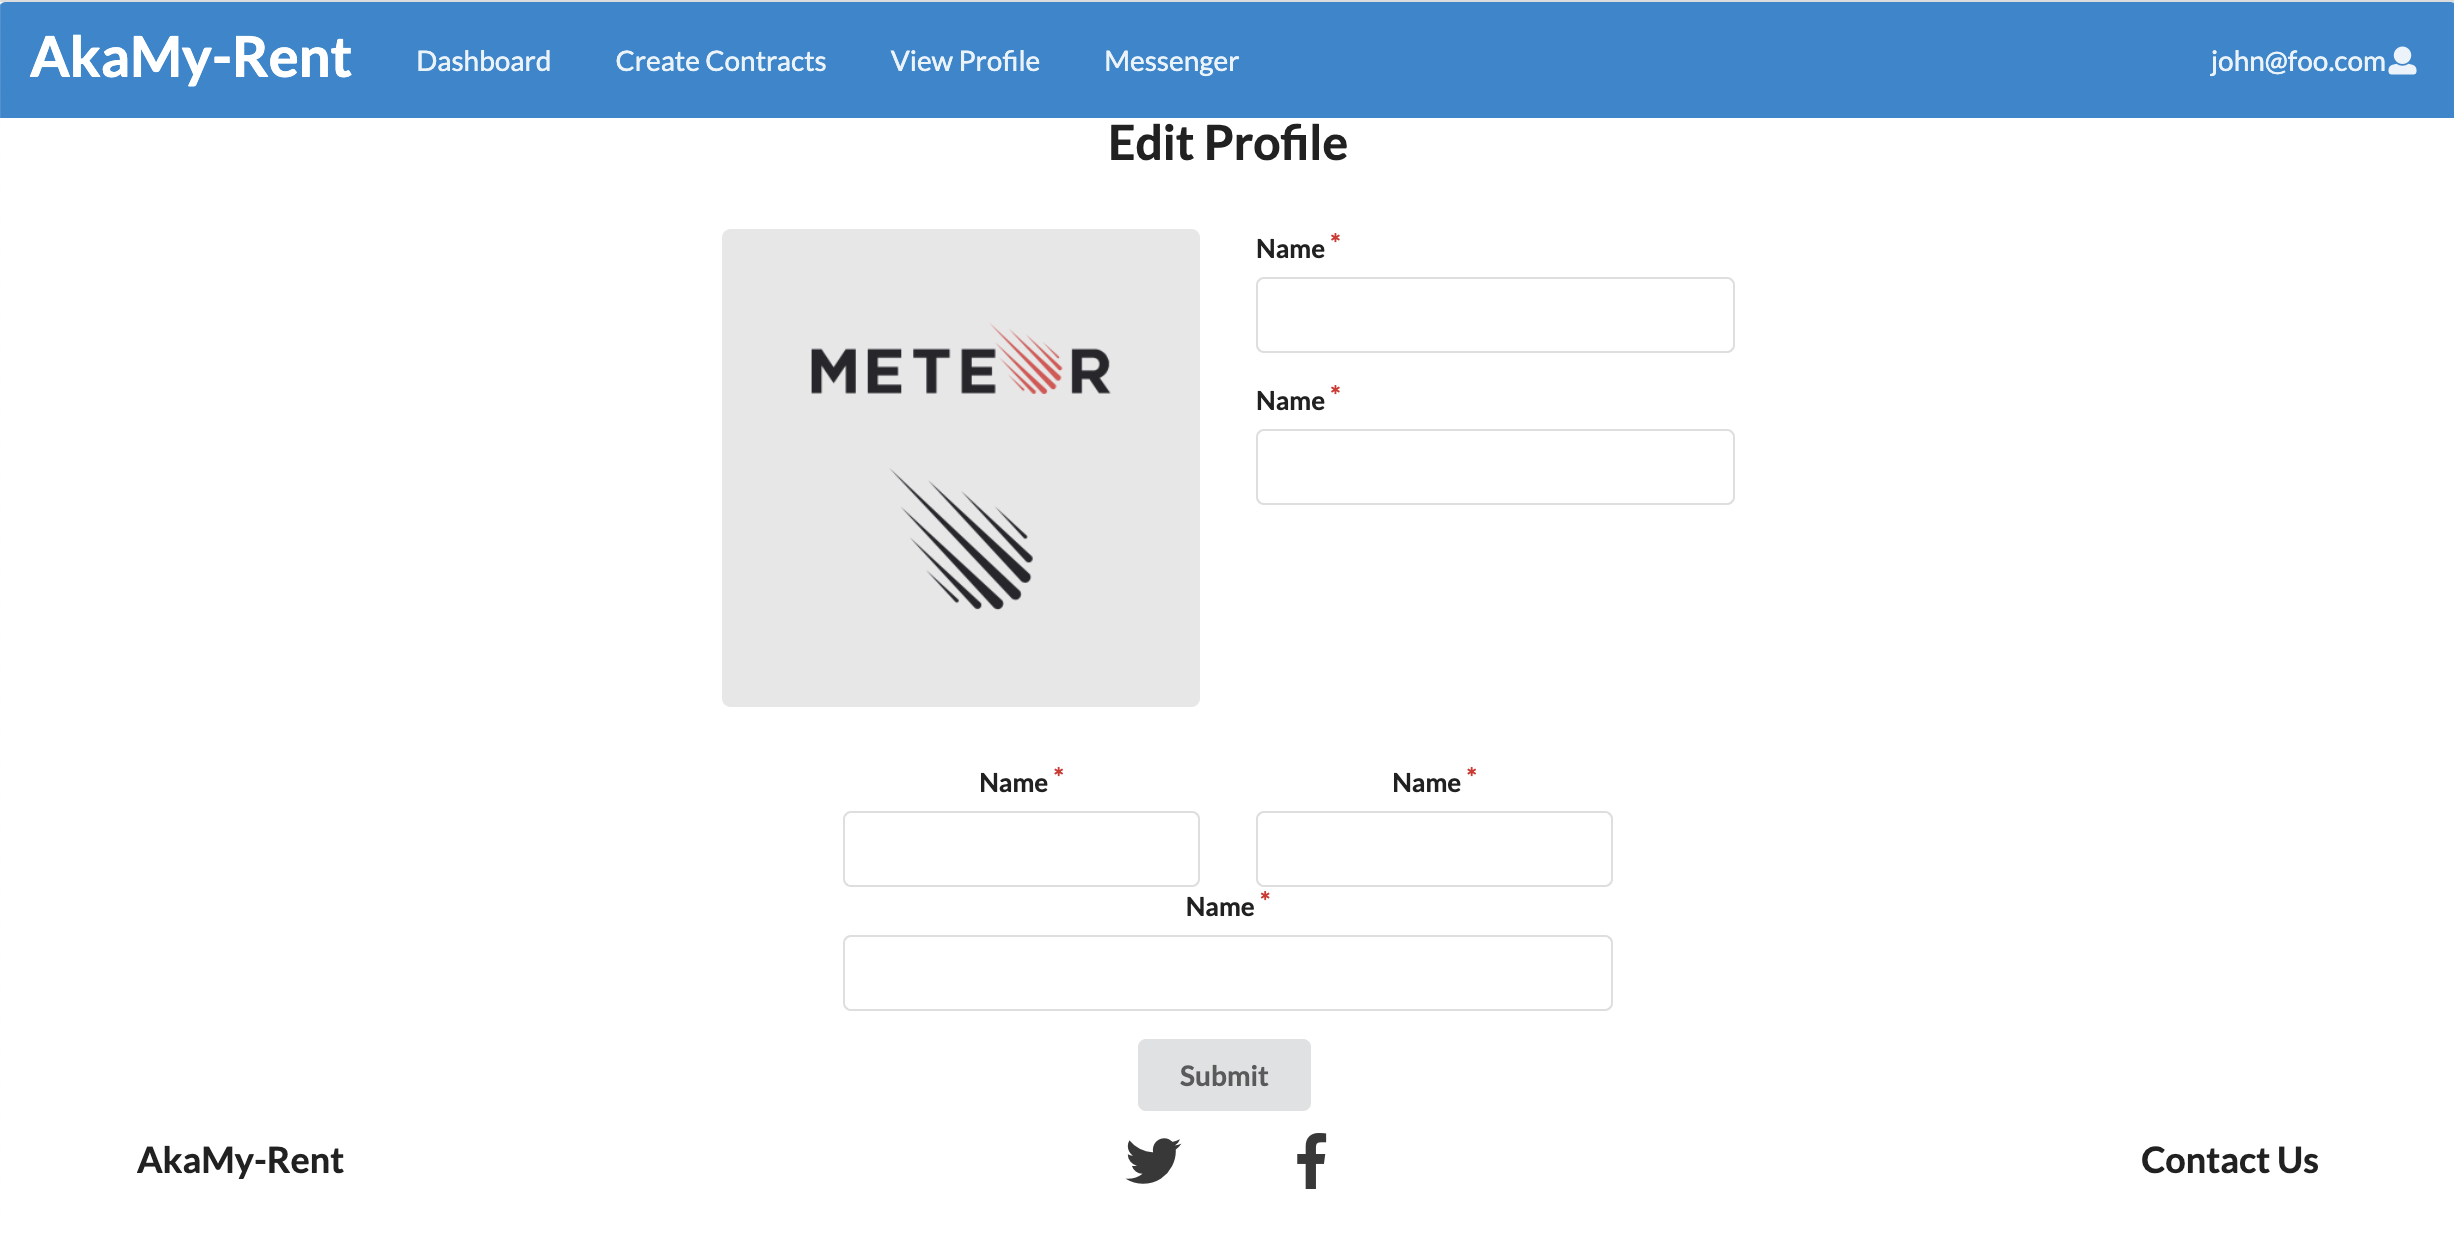 AkaMy-Rent Dashboard Create Contracts View Profile Messenger john@foo.com
Edit Profile
METEOR
Name *
Name *
Name * Name *
Name *
Submit
AkaMy-Rent Contact Us